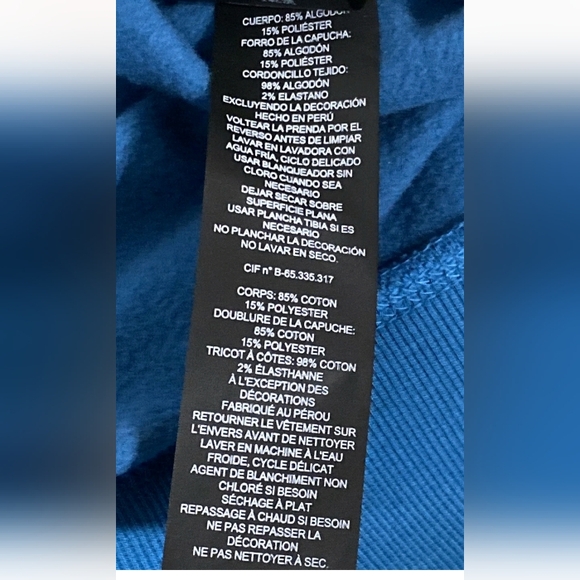 CUERPO: 85% ALGODÓN
15% POLIÉSTER
FORRO DE LA CAPUCHA:
85% ALGODÓN
15% POLIÉSTER
CORDONCILLO TEJIDO:
98% ALGODÓN
2% ELASTANO
EXCLUYENDO LA DECORACIÓN
HECHO EN PERÚ
VOLTEAR LA PRENDA POR EL
REVERSO ANTES DE LIMPIAR
LAVAR EN LAVADORA CON
AGUA FRÍA, CICLO DELICADO
USAR BLANQUEADOR SIN
CLORO CUANDO SEA
NECESARIO
DEJAR SECAR SOBRE
SUPERFICIE PLANA
USAR PLANCHA TIBIA SI ES
NECESARIO
NO PLANCHAR LA DECORACIÓN
NO LAVAR EN SECO.
CIF n° B-65.335.317
CORPS: 85% COTON
15% POLYESTER
DOUBLURE DE LA CAPUCHE:
85% COTON
15% POLYESTER
TRICOT À CÔTES: 98% COTON
2% ÉLASTHANNE
À L'EXCEPTION DES
DÉCORATIONS
FABRIQUÉ AU PÉROU
RETOURNER LE VÊTEMENT SUR
L'ENVERS AVANT DE NETTOYER
LAVER EN MACHINE À L'EAU
FROIDE, CYCLE DÉLICAT
AGENT DE BLANCHIMENT NON
CHLORÉ SI BESOIN
SÉCHAGE À PLAT
REPASSAGE À CHAUD SI BESOIN
NE PAS REPASSER LA
DÉCORATION
NE PAS NETTOYER À SEC.